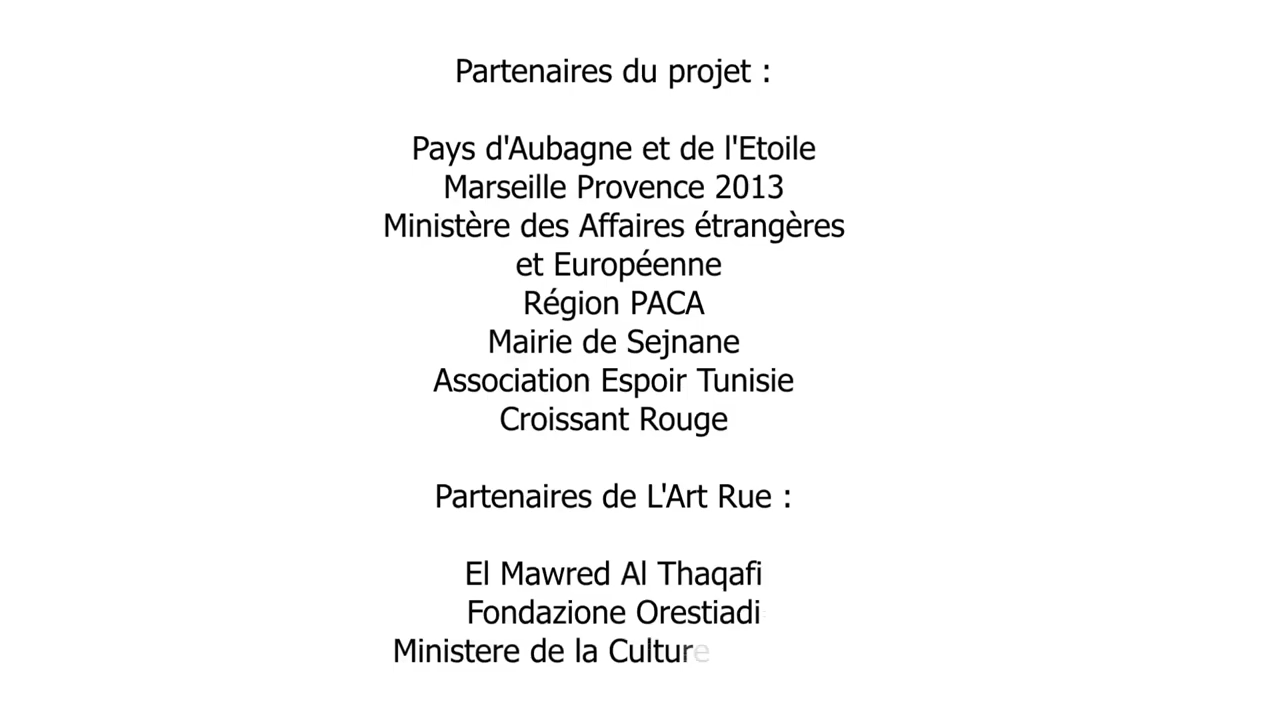 Partenaires du projet :
Pays d'Aubagne et de l'Etoile
Marseille Provence 2013
Ministère des Affaires étrangères
et Européenne
Région PACA
Mairie de Sejnane
Association Espoir Tunisie
Croissant Rouge
Partenaires de L'Art Rue :
El Mawred Al Thaqafi
Fondazione Orestiadi
Ministere de la Culture